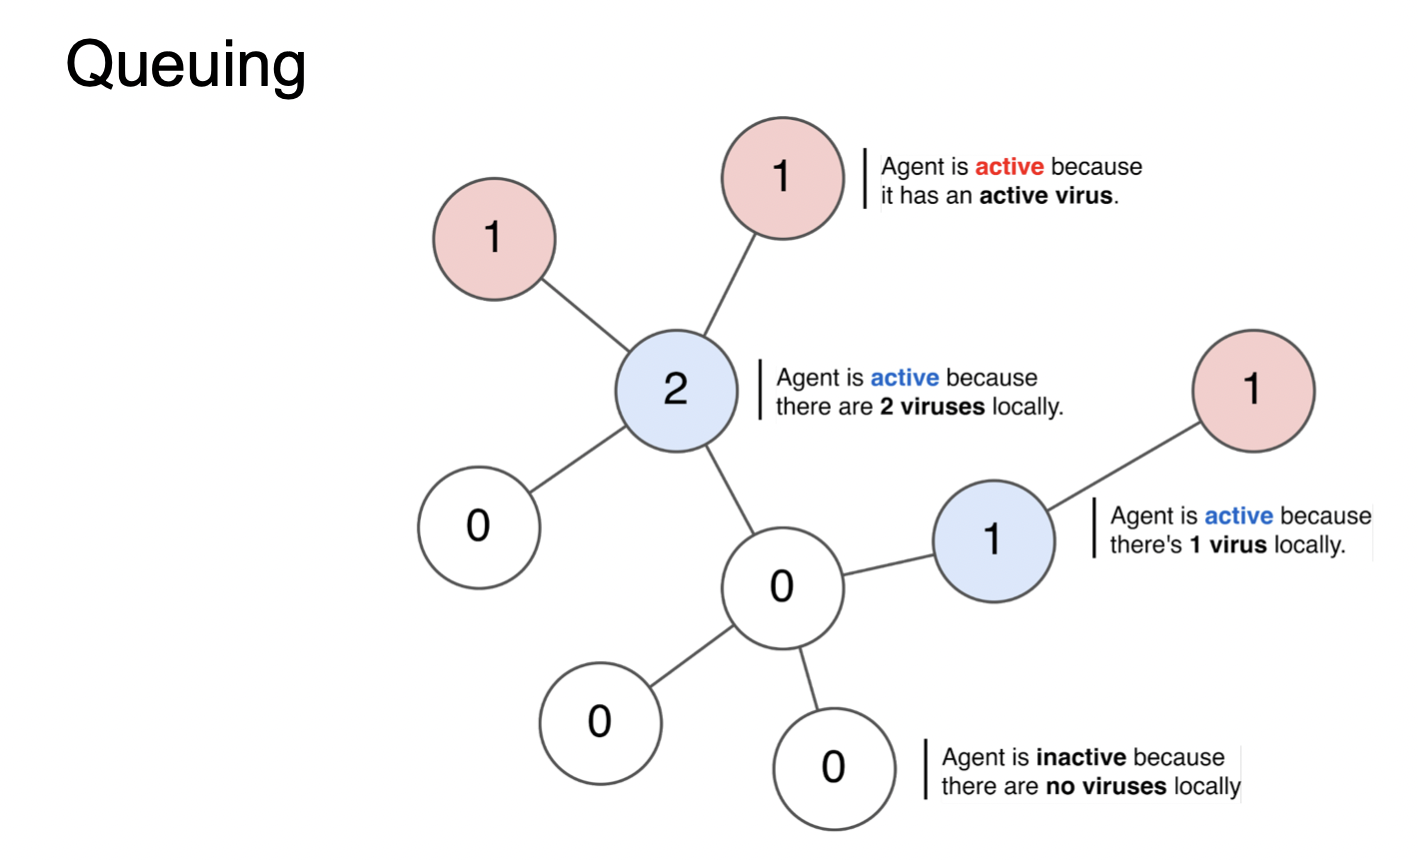 Queuing
1
Agent is active because
it has an active virus.
1
2
Agent is active because
there are 2 viruses locally.
1
0
1
Agent is active because
there's 1 virus locally.
0
0
0
Agent is inactive because
there are no viruses locally